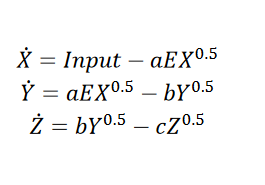 Ẋ = Input − aEX^0.5
Ẏ = aEX^0.5 − bY^0.5
Ż = bY^0.5 − cZ^0.5